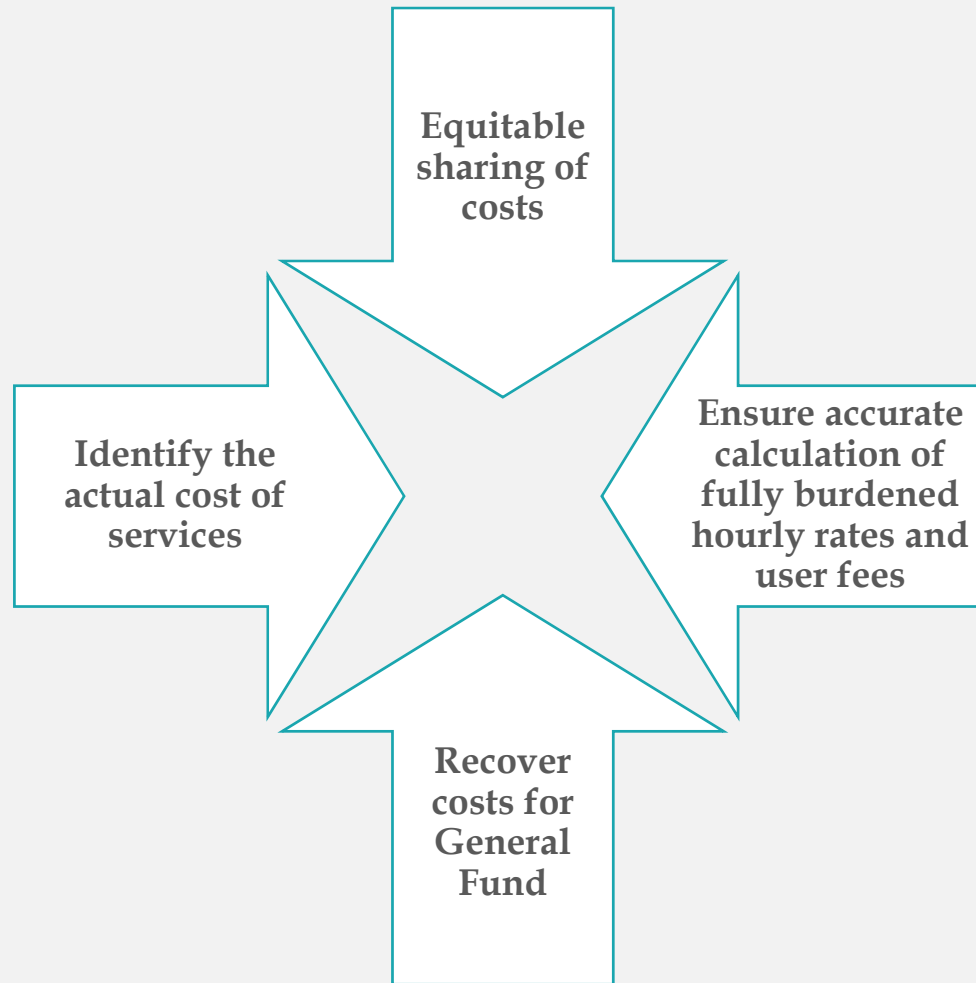 Equitable
sharing of
costs
Identify the
actual cost of
services
Ensure accurate
calculation of
fully burdened
hourly rates and
user fees
Recover
costs for
General
Fund